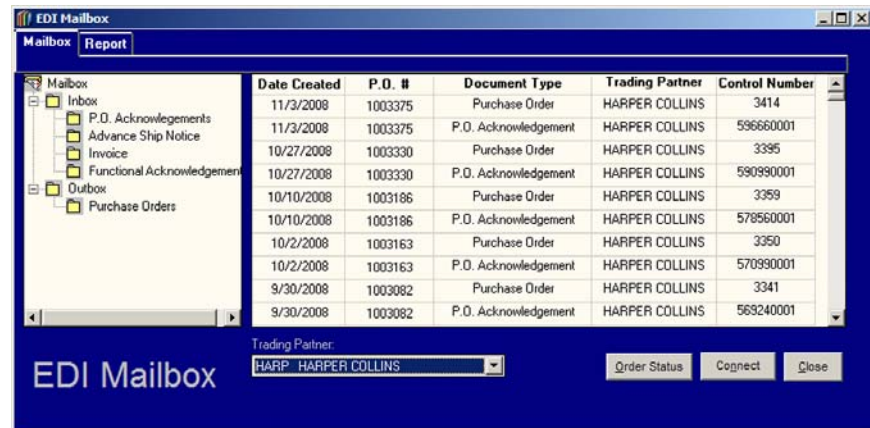 EDI Mailbox
Mailbox Report
Mailbox
Inbox
P.O. Acknowlegements
Advance Ship Notice
Invoice
Functional Acknowledgement
Outbox
Purchase Orders
Date Created P.O. # Document Type Trading Partner Control Number
11/3/2008 1003375 Purchase Order HARPER COLLINS 3414
11/3/2008 1003375 P.O. Acknowledgement HARPER COLLINS 596660001
10/27/2008 1003330 Purchase Order HARPER COLLINS 3395
10/27/2008 1003330 P.O. Acknowledgement HARPER COLLINS 590990001
10/10/2008 1003186 Purchase Order HARPER COLLINS 3359
10/10/2008 1003186 P.O. Acknowledgement HARPER COLLINS 578560001
10/2/2008 1003163 Purchase Order HARPER COLLINS 3350
10/2/2008 1003163 P.O. Acknowledgement HARPER COLLINS 570990001
9/30/2008 1003082 Purchase Order HARPER COLLINS 3341
9/30/2008 1003082 P.O. Acknowledgement HARPER COLLINS 569240001
EDI Mailbox
Trading Partner:
HARP HARPER COLLINS
Order Status Connect Close